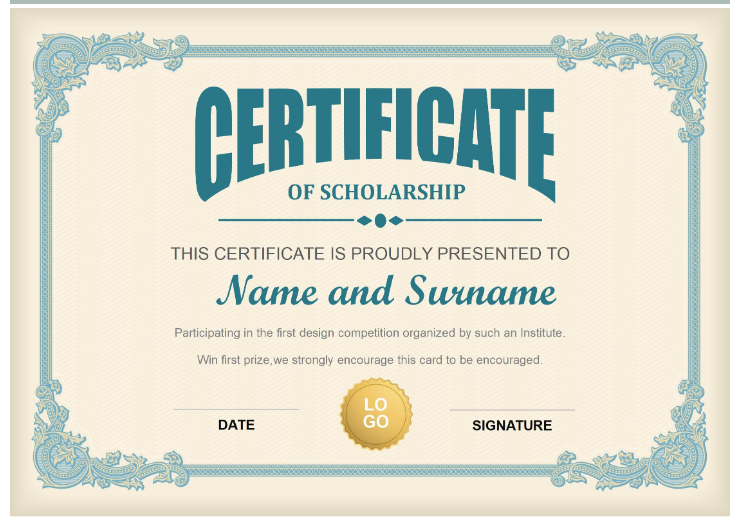 CERTIFICATE
OF SCHOLARSHIP
THIS CERTIFICATE IS PROUDLY PRESENTED TO
Name and Surname
Participating in the first design competition organized by such an Institute.
Win first prize,we strongly encourage this card to be encouraged.
LO
GO
DATE
SIGNATURE